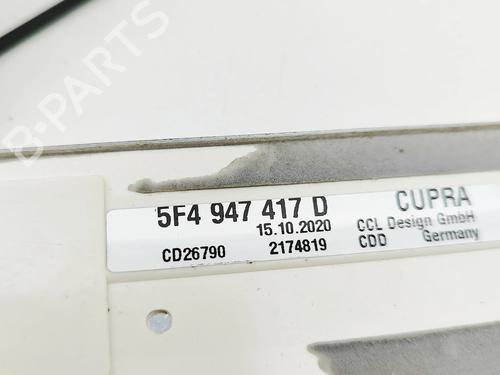 B-PARTS
5F4 947 417 D
CUPRA
15.10.2020
CCL Design GmbH
CD26790
2174819
CDD
Germany